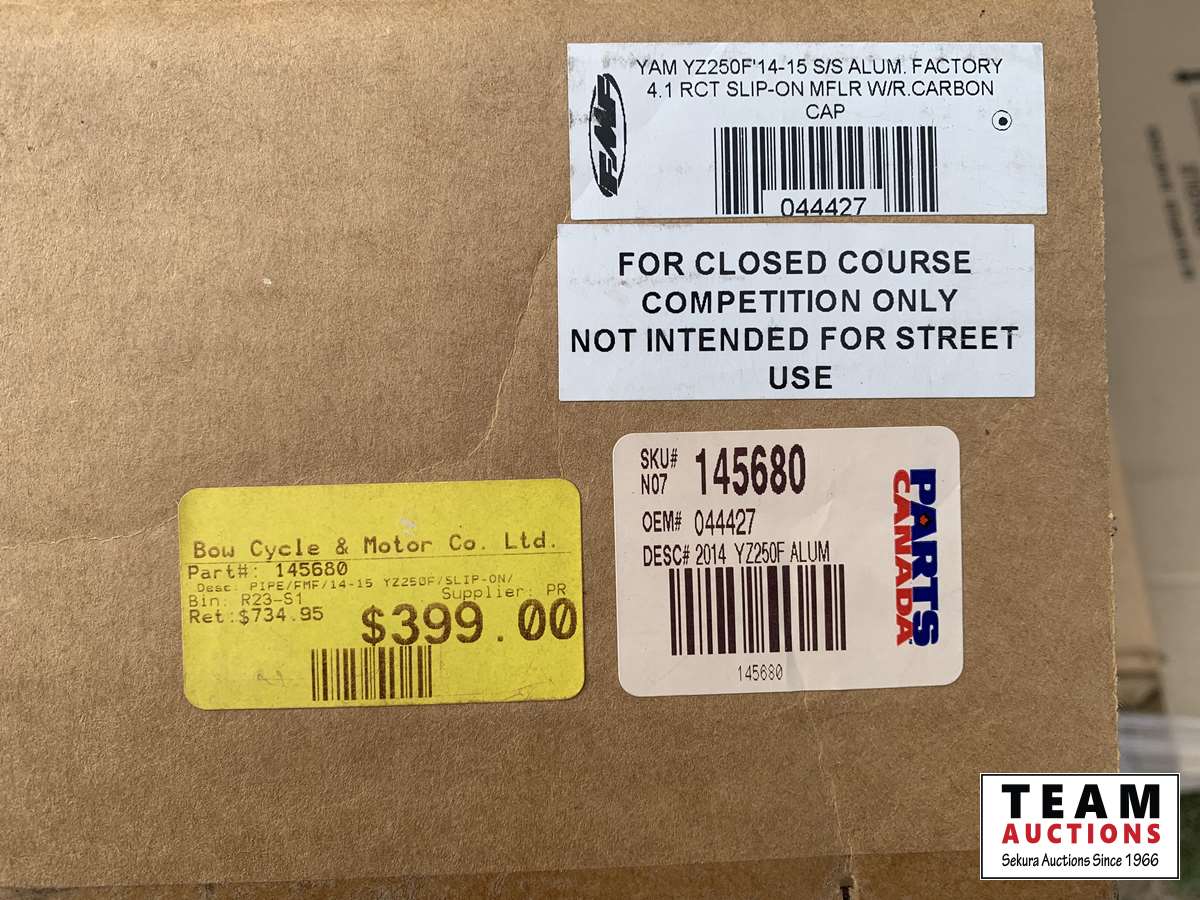 YAM YZ250F'14-15 S/S ALUM. FACTORY
4.1 RCT SLIP-ON MFLR W/R.CARBON
CAP
FMF
044427
FOR CLOSED COURSE
COMPETITION ONLY
NOT INTENDED FOR STREET
USE
SKU# 145680
N07
OEM# 044427
DESC# 2014 YZ250F ALUM
145680
PARTS
CANADA
Bow Cycle & Motor Co. Ltd.
Part#: 145680
Desc: PIPE/FMF/14-15 YZ250F/SLIP-ON/
Bin: R23-S1 Supplier: PR
Ret:$734.95 $399.00
TEAM
AUCTIONS
Sekura Auctions Since 1966